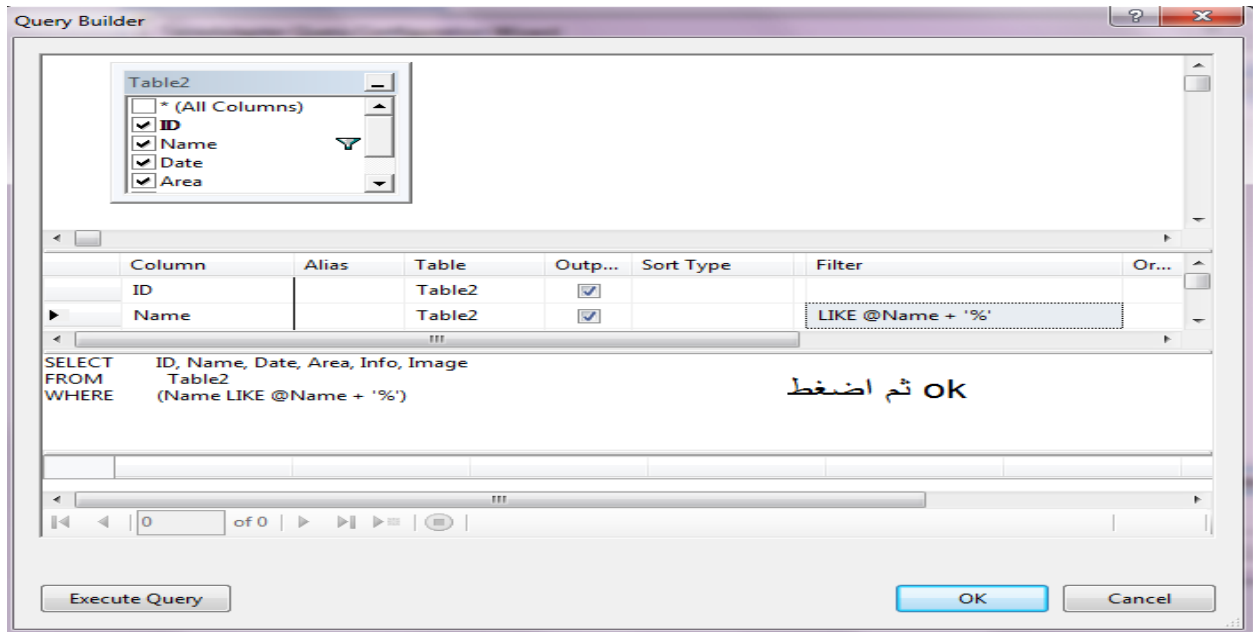 Query Builder
Table2
* (All Columns)
ID
Name
Date
Area
Column Alias Table Outp... Sort Type Filter Or...
ID Table2
Name Table2 LIKE @Name + '%'
SELECT ID, Name, Date, Area, Info, Image
FROM Table2
WHERE (Name LIKE @Name + '%')
ثم اضغط ok
0 of 0
Execute Query OK Cancel